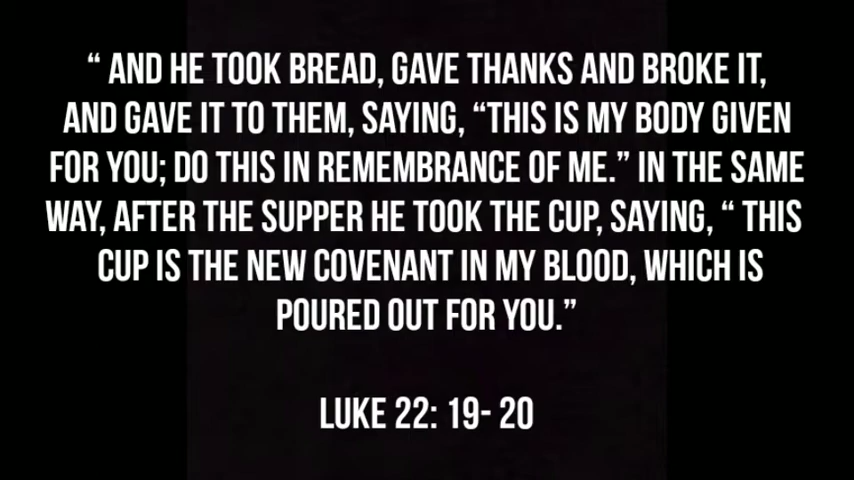 “ AND HE TOOK BREAD, GAVE THANKS AND BROKE IT,
AND GAVE IT TO THEM, SAYING, “THIS IS MY BODY GIVEN
FOR YOU; DO THIS IN REMEMBRANCE OF ME.” IN THE SAME
WAY, AFTER THE SUPPER HE TOOK THE CUP, SAYING, “ THIS
CUP IS THE NEW COVENANT IN MY BLOOD, WHICH IS
POURED OUT FOR YOU.”
LUKE 22: 19- 20